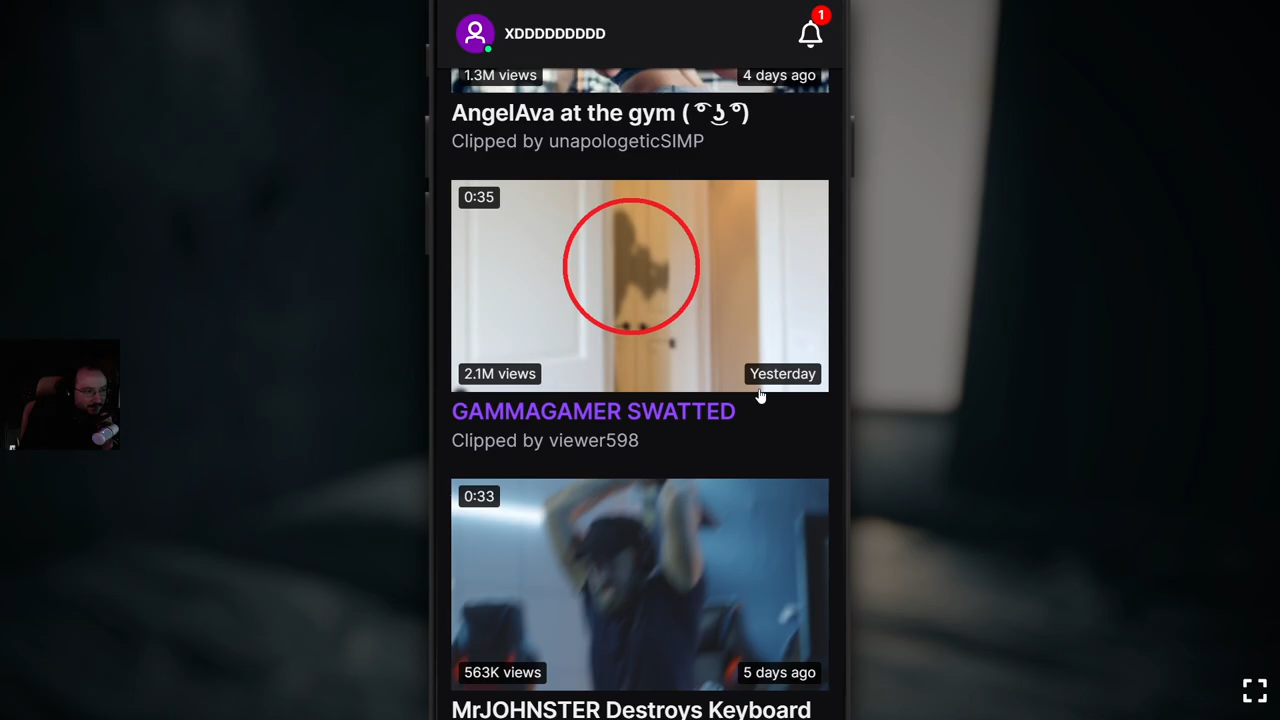 XDDDDDDDDD
1
1.3M views
4 days ago
AngelAva at the gym ( ͡° ͜ʖ ͡°)
Clipped by unapologeticSIMP
0:35
2.1M views
Yesterday
GAMMAGAMER SWATTED
Clipped by viewer598
0:33
563K views
5 days ago
MrJOHNSTER Destroys Keyboard